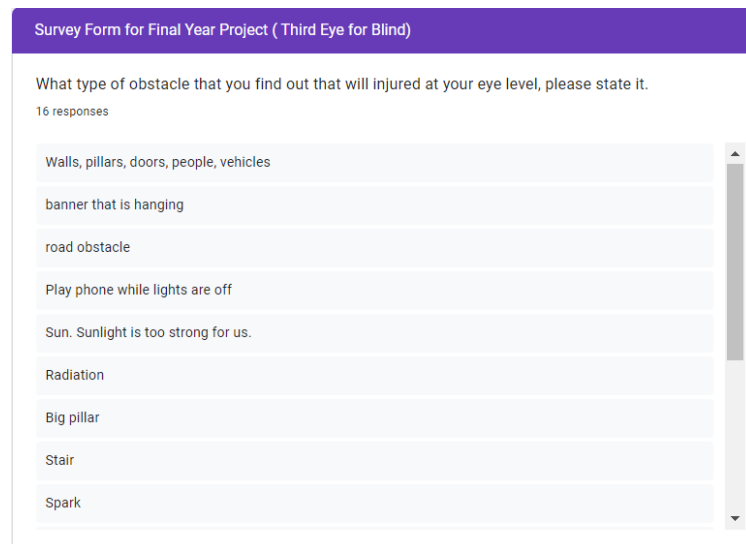 Survey Form for Final Year Project ( Third Eye for Blind)
What type of obstacle that you find out that will injured at your eye level, please state it.
16 responses
Walls, pillars, doors, people, vehicles
banner that is hanging
road obstacle
Play phone while lights are off
Sun. Sunlight is too strong for us.
Radiation
Big pillar
Stair
Spark